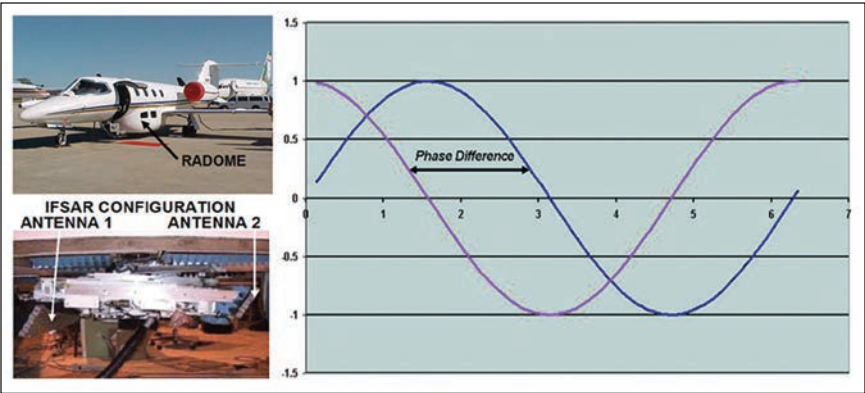 RADOME
IFSAR CONFIGURATION
ANTENNA 1 ANTENNA 2
1.5
1
0.5
0
-0.5
-1
-1.5
Phase Difference
0 1 2 3 4 5 6 7